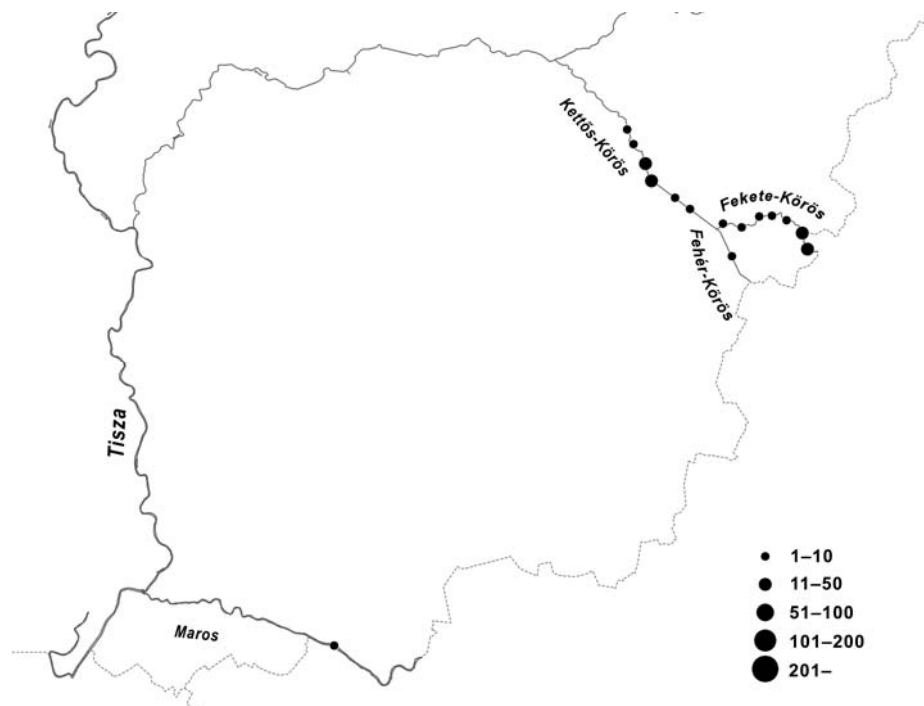 Kettős-Körös
Fekete-Körös
Fehér-Körös
Tisza
Maros
1–10
11–50
51–100
101–200
201–